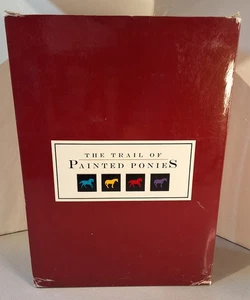 THE TRAIL OF
PAINTED PONIES